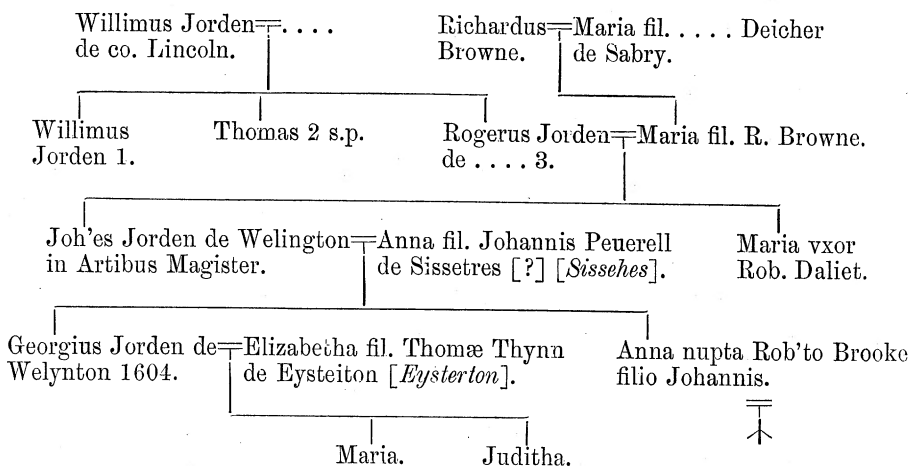 Willimus Jorden . . . .
de co. Lincoln.
Richardus Maria fil. . . . . . Deicher
Browne. de Sabry.
Willimus
Jorden 1.
Thomas 2 s.p.
Rogerus Jorden Maria fil. R. Browne.
de . . . . 3.
Joh'es Jorden de Welington
in Artibus Magister.
Anna fil. Johannis Peuerell
de Sissetres [?] [Sissehes].
Maria vxor
Rob. Daliet.
Georgius Jorden de
Welynton 1604.
Elizabetha fil. Thomæ Thynn
de Eysteiton [Eysterton].
Anna nupta Rob'to Brooke
filio Johannis.
Maria. Juditha.